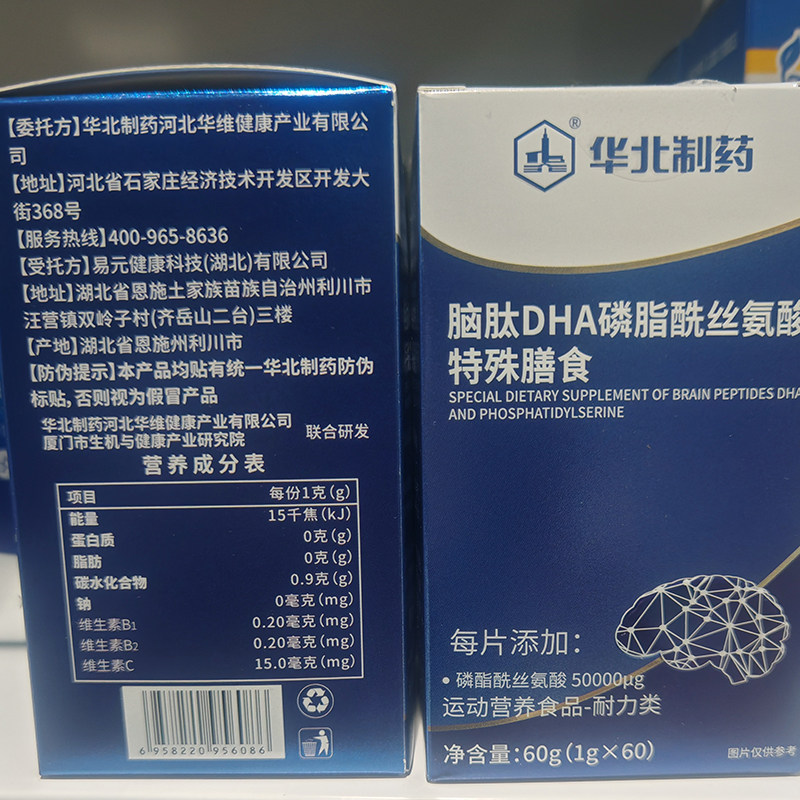 【委托方】华北制药河北华维健康产业有限公
司
【地址】河北省石家庄经济技术开发区开发大
街368号
【服务热线】400-965-8636
【受托方】易元健康科技(湖北)有限公司
【地址】湖北省恩施土家族苗族自治州利川市
汪营镇双岭子村(齐岳山二台)三楼
【产地】湖北省恩施州利川市
【防伪提示】本产品均贴有统一华北制药防伪
标贴,否则视为假冒产品
华北制药河北华维健康产业有限公司
厦门市生机与健康产业研究院
联合研发
营养成分表
项目 每份1克(g)
能量 15千焦(kJ)
蛋白质 0克(g)
脂肪 0克(g)
碳水化合物 0.9克(g)
钠 0毫克(mg)
维生素B1 0.20毫克(mg)
维生素B2 0.20毫克(mg)
维生素C 15.0毫克(mg)
6 958220 956086
®
华北制药
脑肽DHA磷脂酰丝氨酸
特殊膳食
SPECIAL DIETARY SUPPLEMENT OF BRAIN PEPTIDES DHA
AND PHOSPHATIDYLSERINE
每片添加：
• 磷酯酰丝氨酸 50000μg
运动营养食品-耐力类
净含量：60g(1g×60)
图片仅供参考